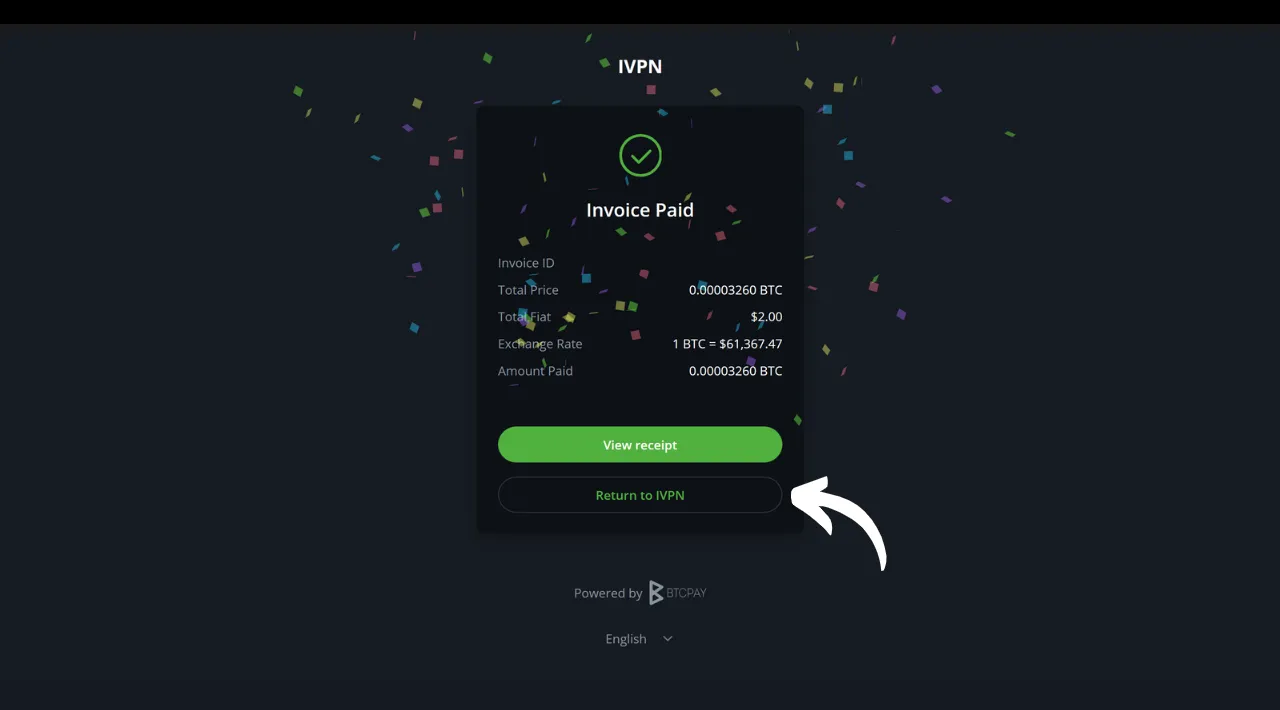 IVPN
Invoice Paid
Invoice ID
Total Price 0.00003260 BTC
Total Fiat $2.00
Exchange Rate 1 BTC = $61,367.47
Amount Paid 0.00003260 BTC
View receipt
Return to IVPN
Powered by BTCPAY
English